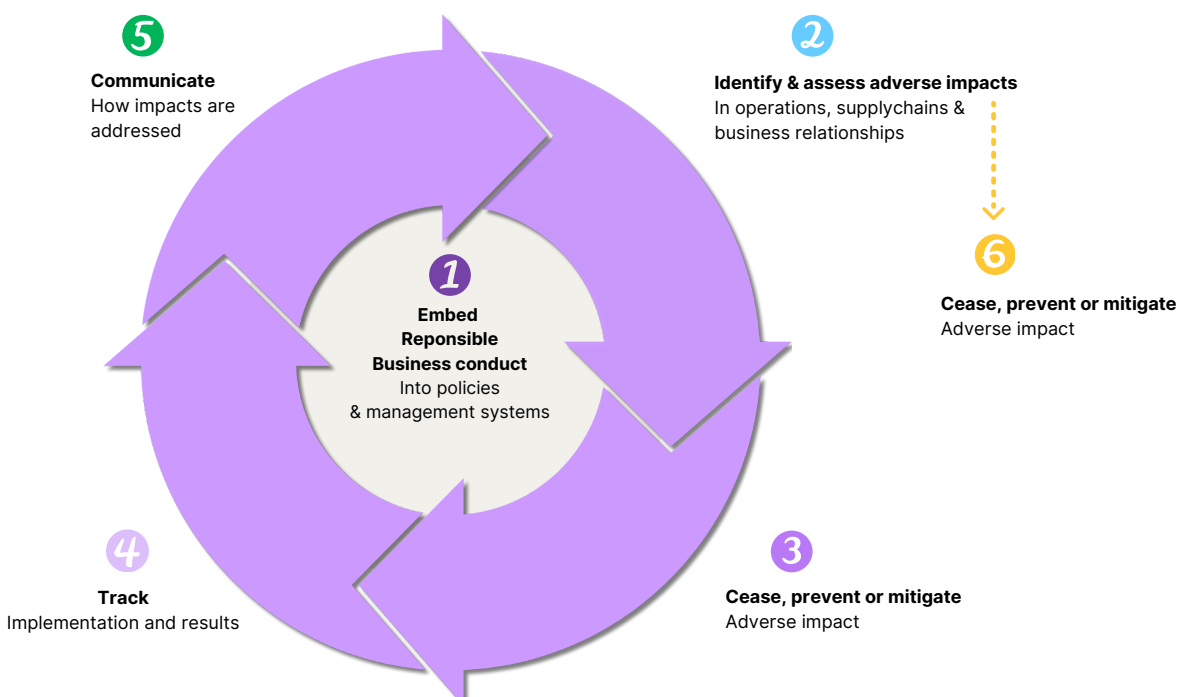 5
Communicate
How impacts are
addressed
2
Identify & assess adverse impacts
In operations, supplychains &
business relationships
6
Cease, prevent or mitigate
Adverse impact
1
Embed
Reponsible
Business conduct
Into policies
& management systems
4
Track
Implementation and results
3
Cease, prevent or mitigate
Adverse impact